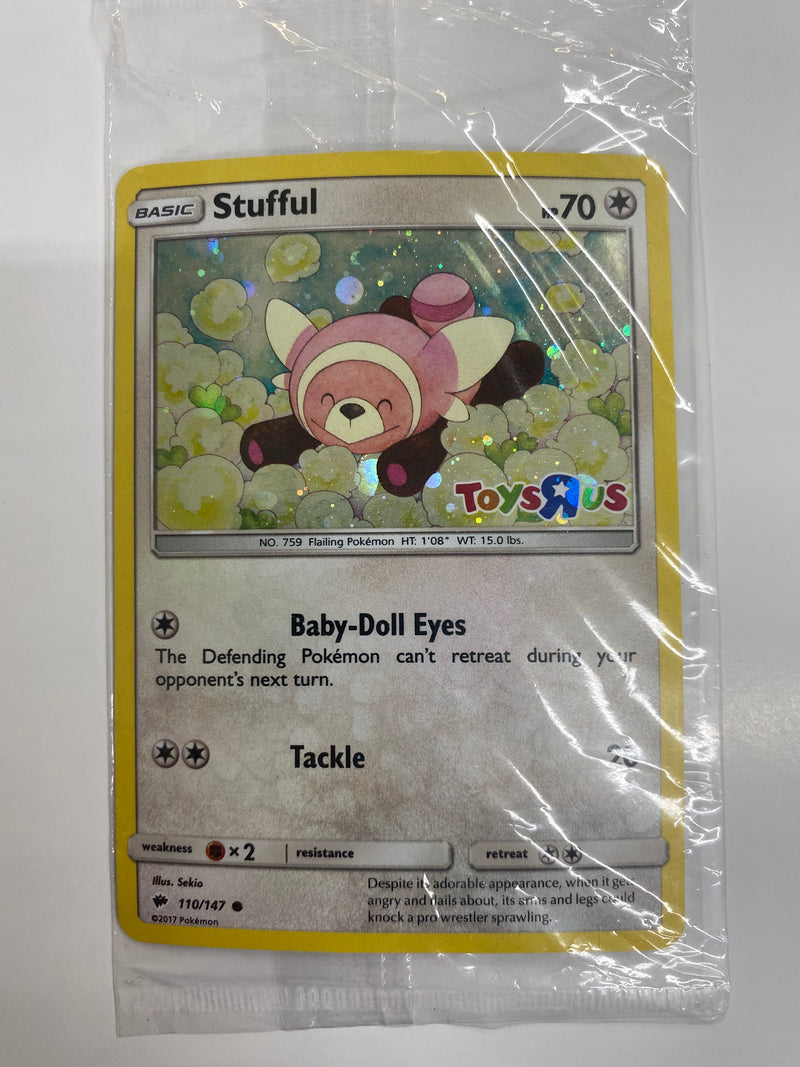 BASIC Stufful HP70
TOYS R US
NO. 759 Flailing Pokémon HT: 1'08" WT: 15.0 lbs.
Baby-Doll Eyes
The Defending Pokémon can't retreat during your
opponent's next turn.
Tackle
weakness ×2 resistance retreat
Illus. Sekio
110/147
©2017 Pokémon
Despite its adorable appearance, when it gets
angry and flails about, its arms and legs could
knock a pro wrestler sprawling.